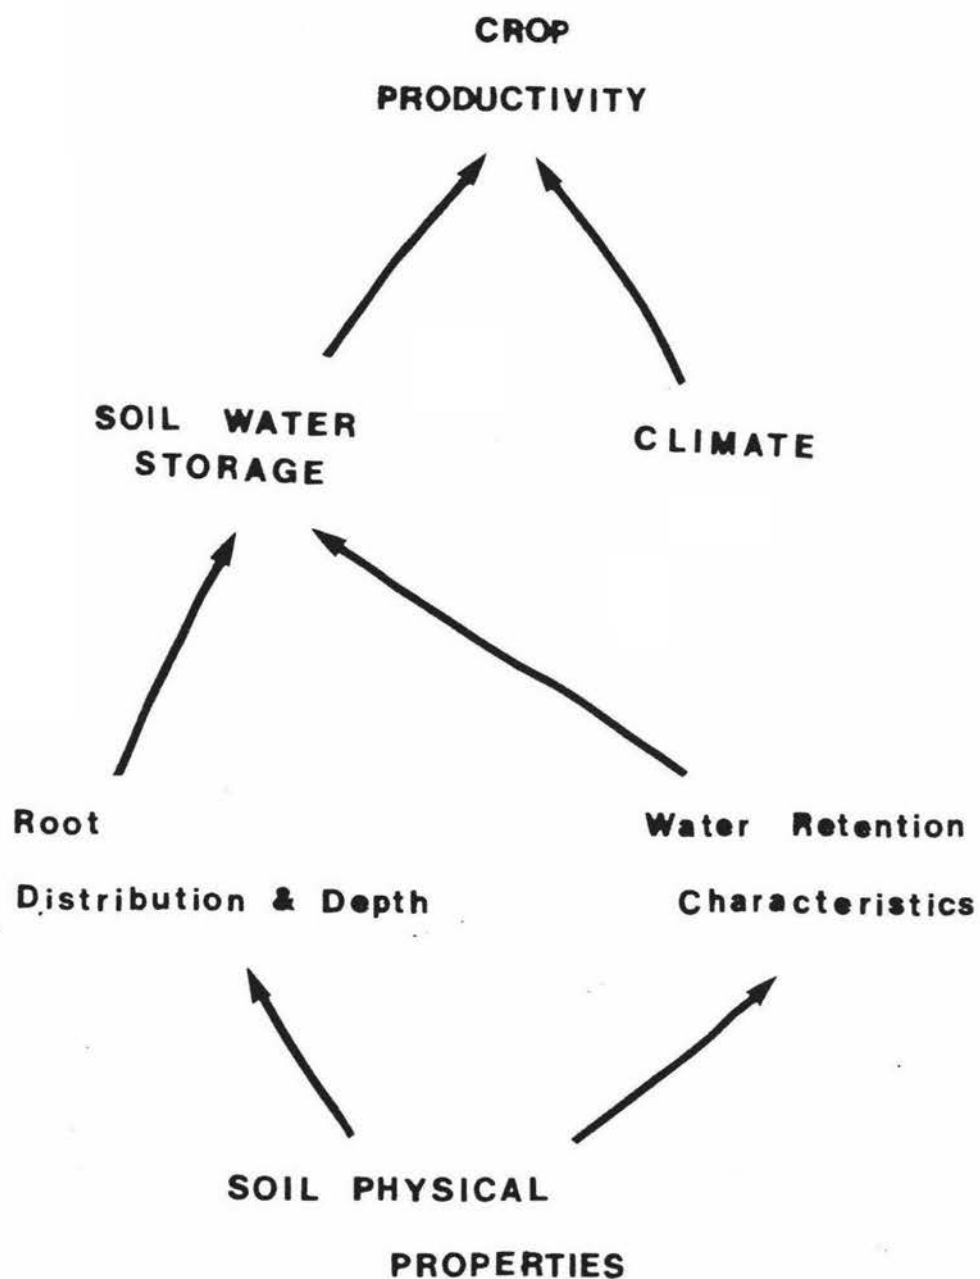 CROP
PRODUCTIVITY
SOIL WATER
STORAGE
CLIMATE
Root
Distribution & Depth
Water Retention
Characteristics
SOIL PHYSICAL
PROPERTIES